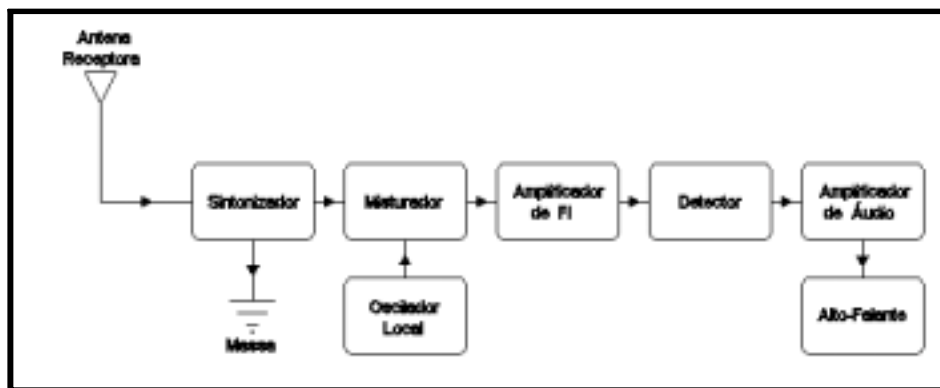 Antena
Receptora
Sintonizador
Misturador
Amplificador
de FI
Detector
Amplificador
de Áudio
Massa
Oscilador
Local
Alto-Falante